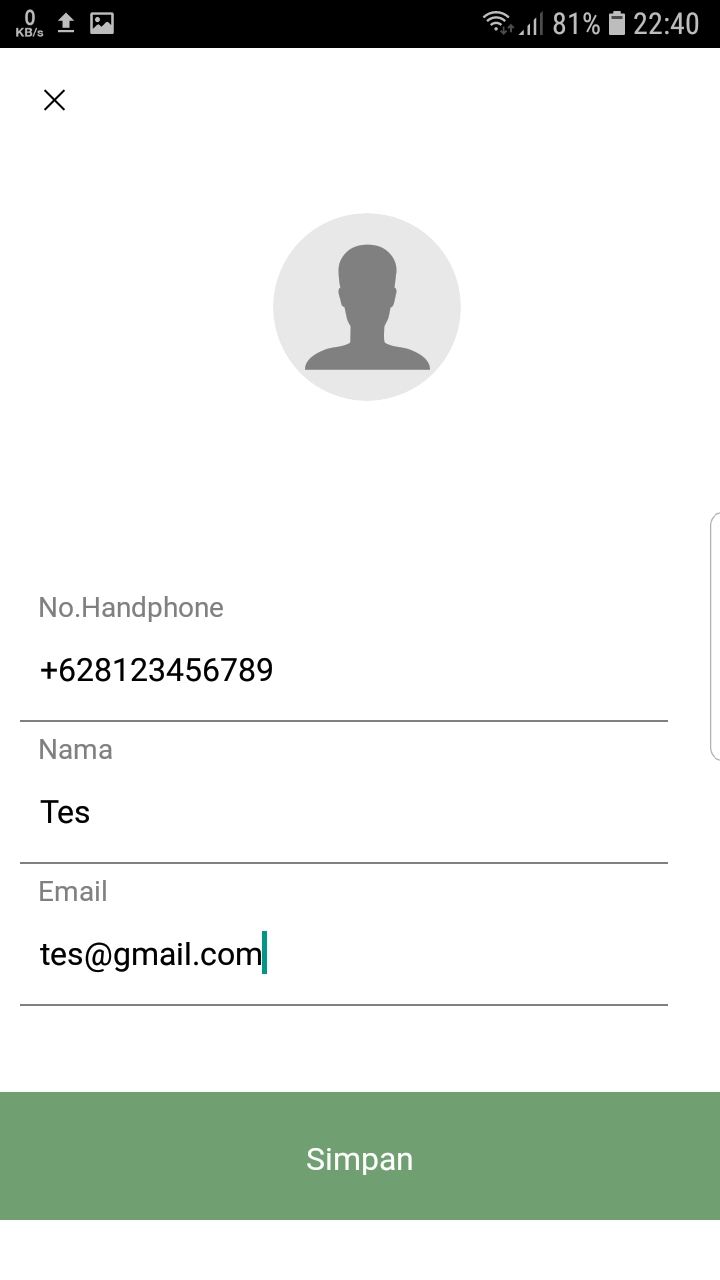 0
KB/s
81%
22:40
No.Handphone
+628123456789
Nama
Tes
Email
tes@gmail.com
Simpan